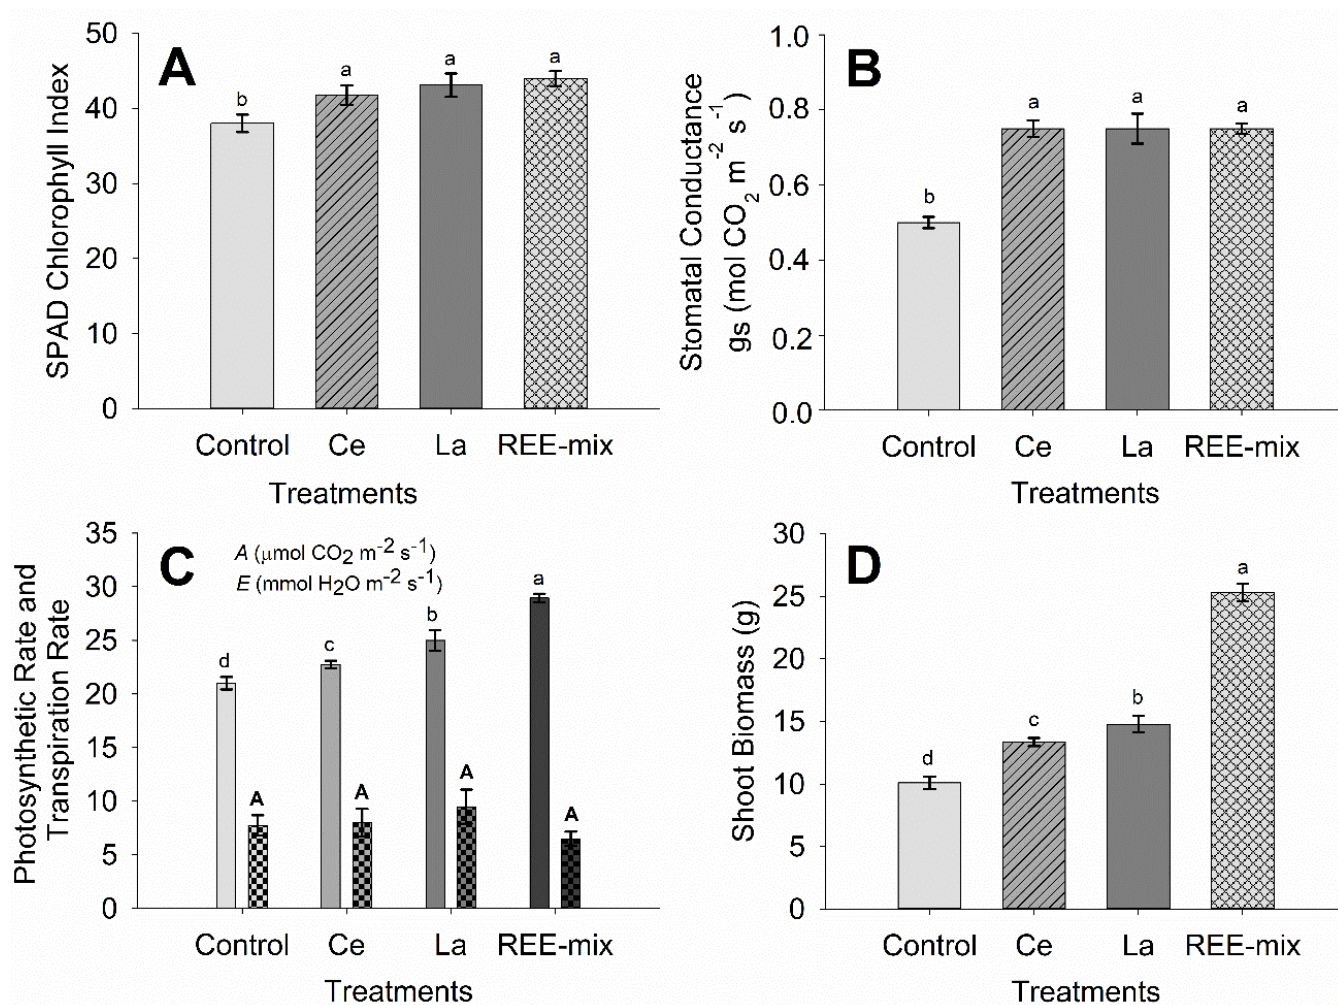 A
SPAD Chlorophyll Index
50
40
30
20
10
0
b
a
a
a
Control Ce La REE-mix
Treatments
B
Stomatal Conductance
gs (mol CO2 m-2 s-1)
1.0
0.8
0.6
0.4
0.2
0.0
b
a
a
a
Control Ce La REE-mix
Treatments
C
A (µmol CO2 m-2 s-1)
E (mmol H2O m-2 s-1)
Photosynthetic Rate and
Transpiration Rate
35
30
25
20
15
10
5
0
d
c
b
a
A
A
A
A
Control Ce La REE-mix
Treatments
D
Shoot Biomass (g)
30
25
20
15
10
5
0
d
c
b
a
Control Ce La REE-mix
Treatments